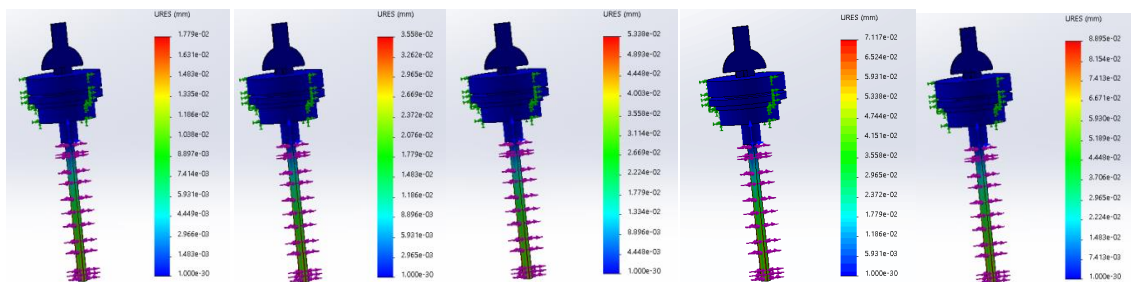 URES (mm)
1.779e-02
1.631e-02
1.483e-02
1.335e-02
1.186e-02
1.038e-02
8.897e-03
7.414e-03
5.931e-03
4.449e-03
2.966e-03
1.483e-03
1.000e-30
URES (mm)
3.558e-02
3.262e-02
2.965e-02
2.669e-02
2.372e-02
2.076e-02
1.779e-02
1.483e-02
1.186e-02
8.896e-03
5.931e-03
2.965e-03
1.000e-30
URES (mm)
5.338e-02
4.893e-02
4.448e-02
4.003e-02
3.558e-02
3.114e-02
2.669e-02
2.224e-02
1.779e-02
1.334e-02
8.896e-03
4.448e-03
1.000e-30
URES (mm)
7.117e-02
6.524e-02
5.931e-02
5.338e-02
4.744e-02
4.151e-02
3.558e-02
2.965e-02
2.372e-02
1.779e-02
1.186e-02
5.931e-03
1.000e-30
URES (mm)
8.895e-02
8.154e-02
7.413e-02
6.671e-02
5.930e-02
5.189e-02
4.448e-02
3.706e-02
2.965e-02
2.224e-02
1.483e-02
7.413e-03
1.000e-30